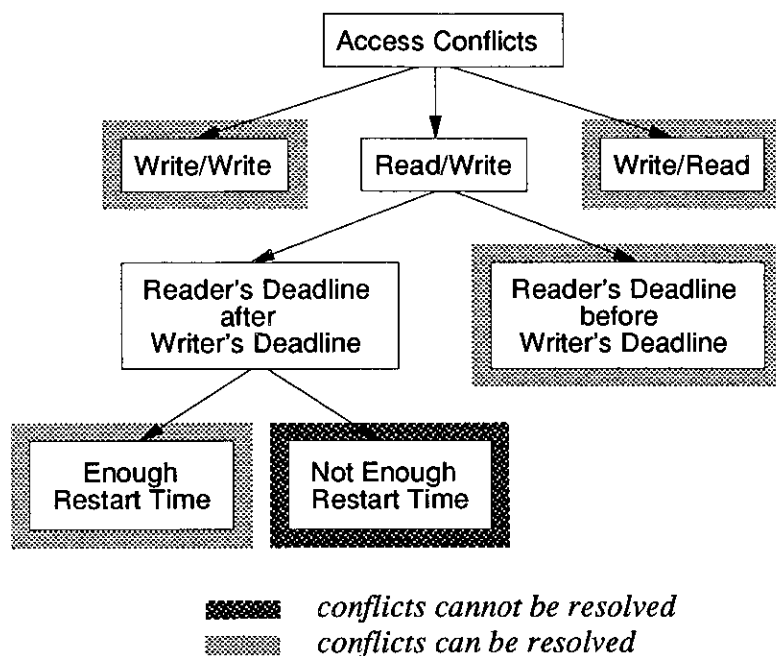 Access Conflicts
Write/Write
Read/Write
Write/Read
Reader's Deadline
after
Writer's Deadline
Reader's Deadline
before
Writer's Deadline
Enough
Restart Time
Not Enough
Restart Time
conflicts cannot be resolved
conflicts can be resolved